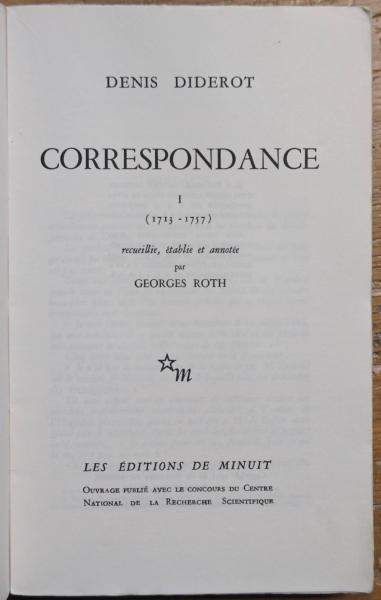 DENIS DIDEROT
CORRESPONDANCE
I
(1713-1757)
recueillie, établie et annotée
par
GEORGES ROTH
m
LES ÉDITIONS DE MINUIT
OUVRAGE PUBLIÉ AVEC LE CONCOURS DU CENTRE
NATIONAL DE LA RECHERCHE SCIENTIFIQUE